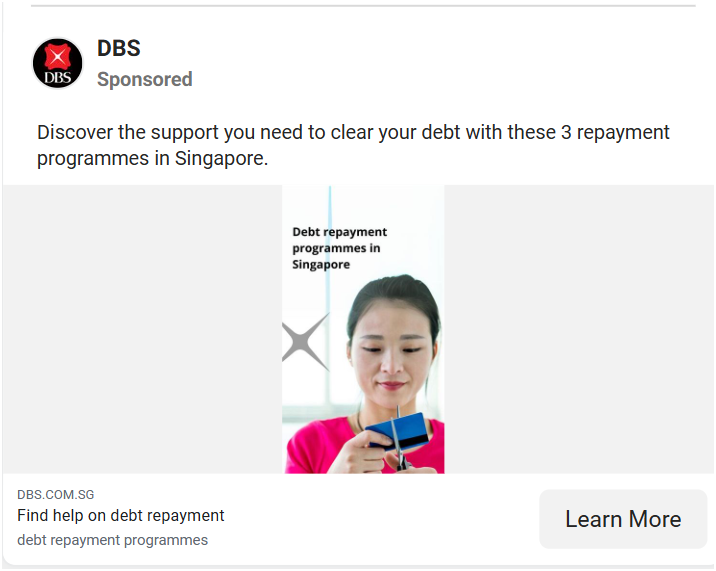 DBS
DBS
Sponsored
Discover the support you need to clear your debt with these 3 repayment
programmes in Singapore.
Debt repayment
programmes in
Singapore
DBS.COM.SG
Find help on debt repayment
debt repayment programmes
Learn More